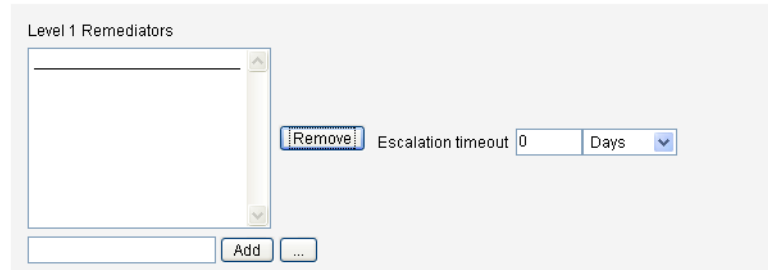 Level 1 Remediators
Remove
Escalation timeout 0 Days
Add ...